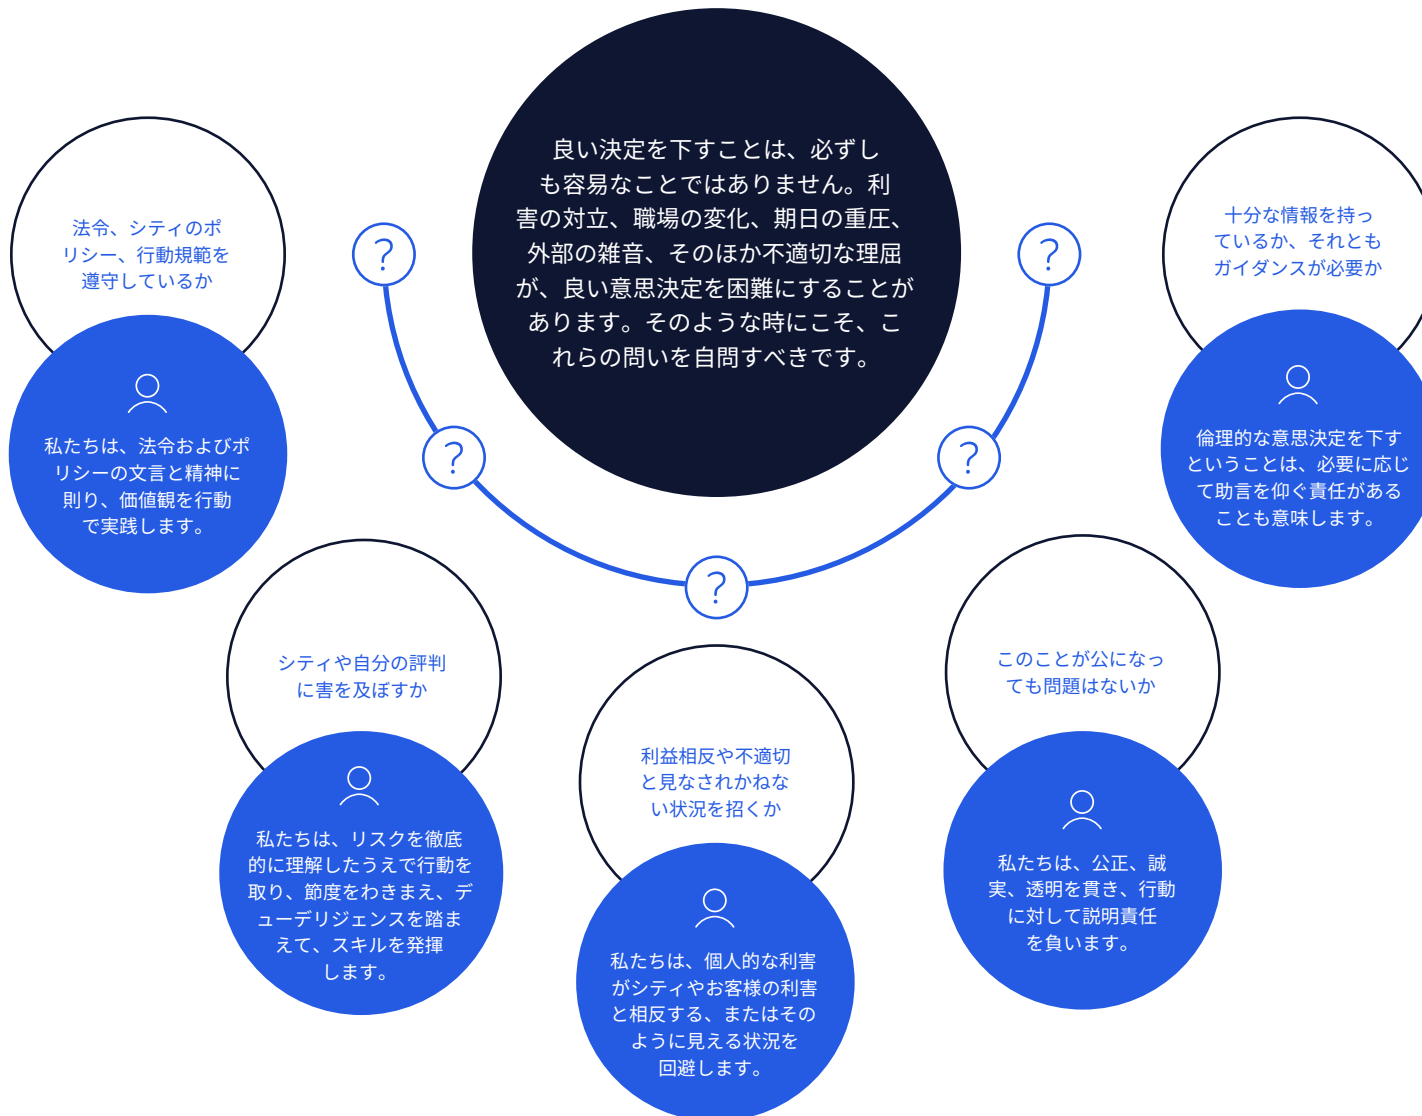 良い決定を下すことは、必ずし
も容易なことではありません。利
害の対立、職場の変化、期日の重圧、
外部の雑音、そのほか不適切な理屈
が、良い意思決定を困難にすることが
あります。そのような時にこそ、こ
れらの問いを自問すべきです。
法令、シティのポ
リシー、行動規範を
遵守しているか
私たちは、法令およびポ
リシーの文言と精神に
則り、価値観を行動
で実践します。
シティや自分の評判
に害を及ぼすか
私たちは、リスクを徹底
的に理解したうえで行動を
取り、節度をわきまえ、デ
ューデリジェンスを踏ま
えて、スキルを発揮
します。
利益相反や不適切
と見なされかねな
い状況を招くか
私たちは、個人的な利害
がシティやお客様の利害
と相反する、またはその
ように見える状況を
回避します。
このことが公になっ
ても問題はないか
私たちは、公正、誠
実、透明を貫き、行動
に対して説明責任
を負います。
十分な情報を持っ
ているか、それとも
ガイダンスが必要か
倫理的な意思決定を下す
ということは、必要に応じ
て助言を仰ぐ責任がある
ことも意味します。
?
?
?
?
?